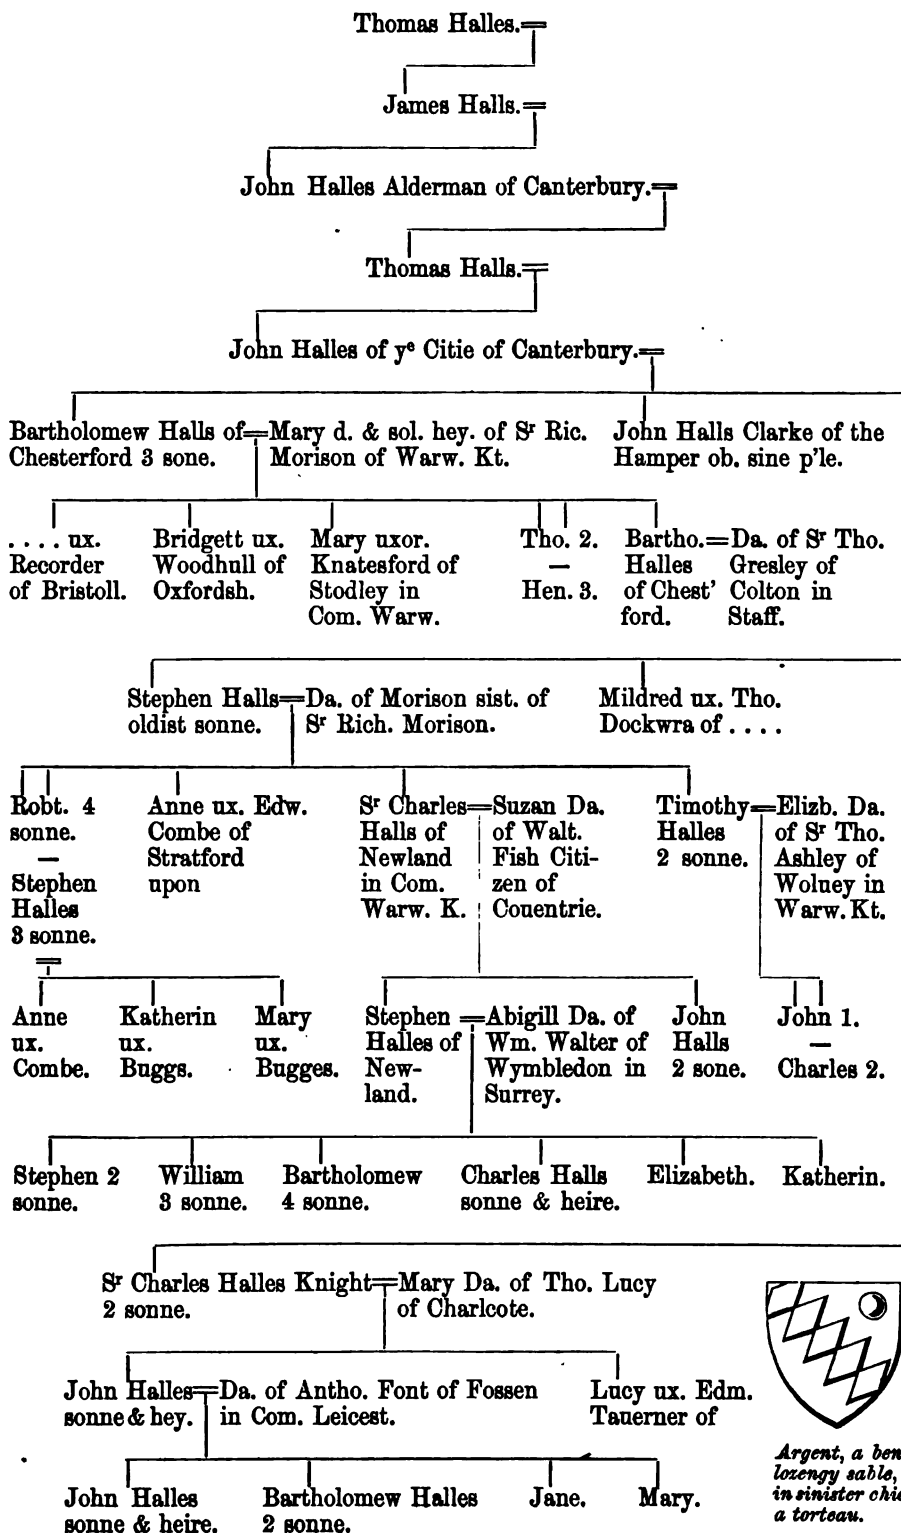 Thomas Halles.
James Halls.
John Halles Alderman of Canterbury.
Thomas Halls.
John Halles of yᵉ Citie of Canterbury.
Bartholomew Halls of
Chesterford 3 sone.
Mary d. & sol. hey. of Sʳ Ric.
Morison of Warw. Kt.
John Halls Clarke of the
Hamper ob. sine p'le.
.... ux.
Recorder
of Bristoll.
Bridgett ux.
Woodhull of
Oxfordsh.
Mary uxor.
Knatesford of
Stodley in
Com. Warw.
Tho. 2.
—
Hen. 3.
Bartho.
Halles
of Chest'
ford.
Da. of Sʳ Tho.
Gresley of
Colton in
Staff.
Stephen Halls
oldist sonne.
Da. of Morison sist. of
Sʳ Rich. Morison.
Mildred ux. Tho.
Dockwra of ....
Robt. 4
sonne.
—
Stephen
Halles
3 sonne.
Anne ux. Edw.
Combe of
Stratford
upon
Sʳ Charles
Halls of
Newland
in Com.
Warw. K.
Suzan Da.
of Walt.
Fish Citi-
zen of
Couentrie.
Timothy
Halles
2 sonne.
Elizb. Da.
of Sʳ Tho.
Ashley of
Woluey in
Warw. Kt.
Anne
ux.
Combe.
Katherin
ux.
Buggs.
Mary
ux.
Bugges.
Stephen
Halles of
New-
land.
Abigill Da. of
Wm. Walter of
Wymbledon in
Surrey.
John
Halls
2 sone.
John 1.
—
Charles 2.
Stephen 2
sonne.
William
3 sonne.
Bartholomew
4 sonne.
Charles Halls
sonne & heire.
Elizabeth.
Katherin.
Sʳ Charles Halles Knight
2 sonne.
Mary Da. of Tho. Lucy
of Charlcote.
John Halles
sonne & hey.
Da. of Antho. Font of Fossen
in Com. Leicest.
Lucy ux. Edm.
Tauerner of
Argent, a ben
lozengy sable,
in sinister chie
a torteau.
John Halles
sonne & heire.
Bartholomew Halles
2 sonne.
Jane.
Mary.